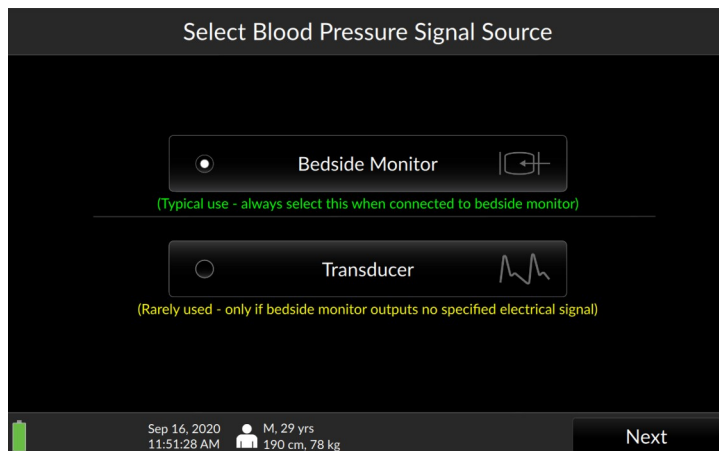 Select Blood Pressure Signal Source
Bedside Monitor
(Typical use - always select this when connected to bedside monitor)
Transducer
(Rarely used - only if bedside monitor outputs no specified electrical signal)
Sep 16, 2020
11:51:28 AM
M, 29 yrs
190 cm, 78 kg
Next